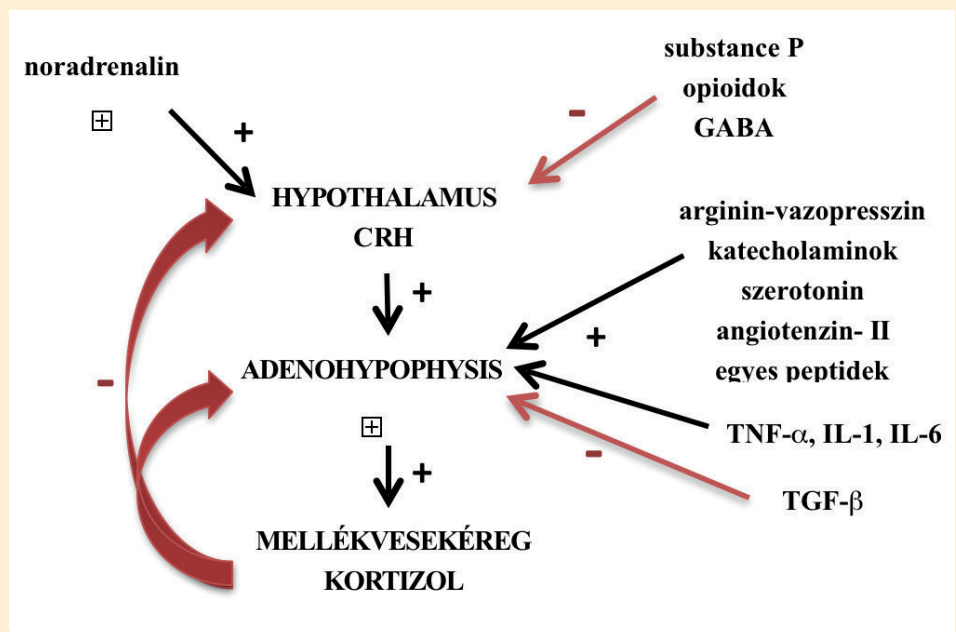 noradrenalin
+
substance P
opioidok
GABA
-
HYPOTHALAMUS
CRH
+
arginin-vazopresszin
katecholaminok
szerotonin
angiotenzin- II
egyes peptidek
+
ADENOHYPOPHYSIS
-
+
TNF-α, IL-1, IL-6
-
TGF-β
MELLÉKVESEKÉREG
KORTIZOL